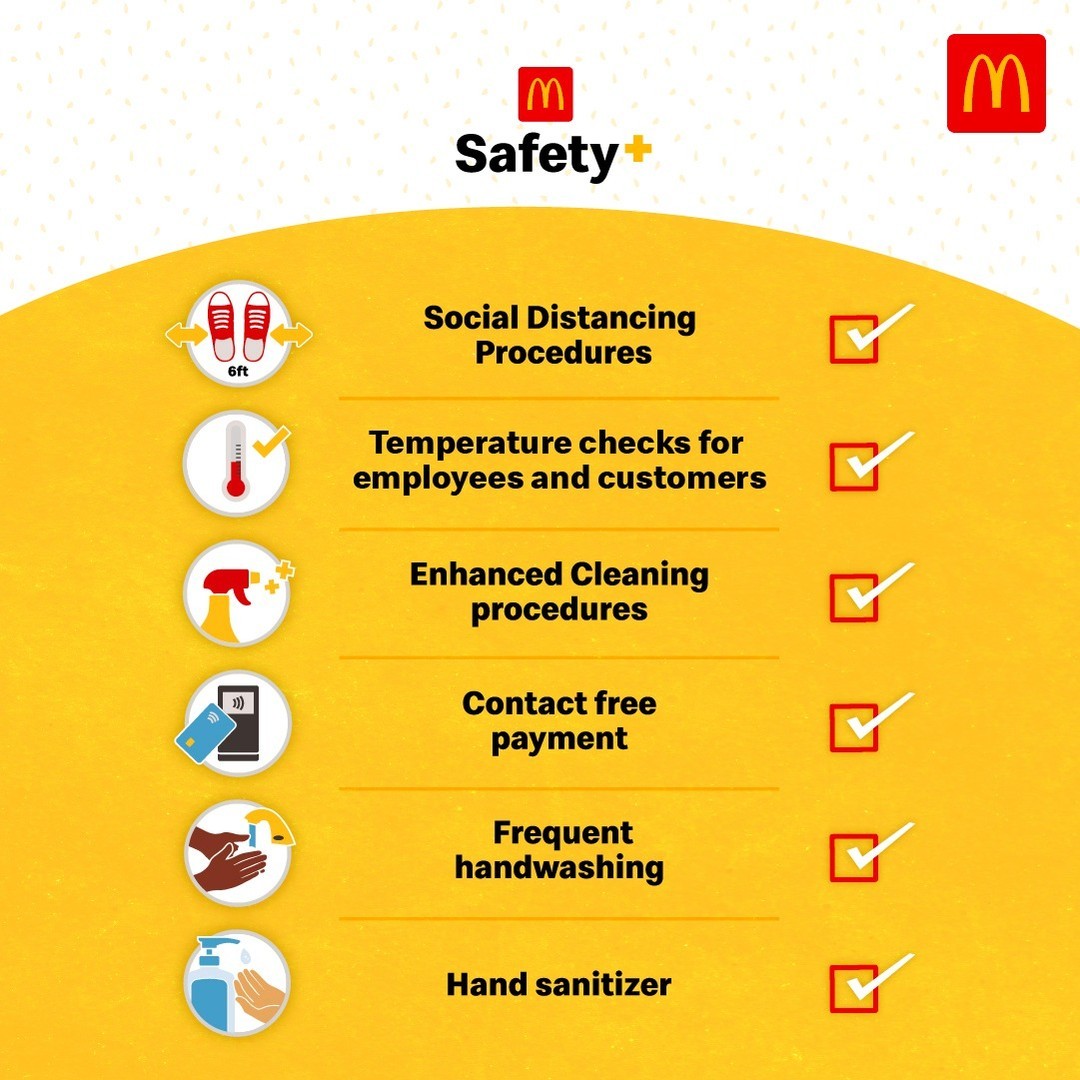 Safety+
Social Distancing
Procedures
6ft
Temperature checks for
employees and customers
Enhanced Cleaning
procedures
Contact free
payment
Frequent
handwashing
Hand sanitizer